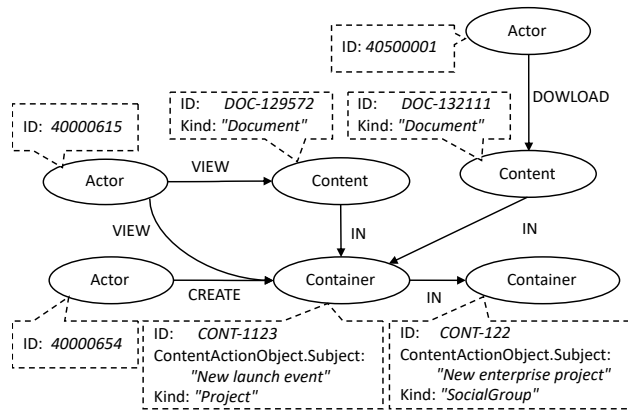 Actor
ID: 40500001
DOWLOAD
ID: DOC-129572
Kind: "Document"
ID: DOC-132111
Kind: "Document"
ID: 40000615
Actor
VIEW
Content
Content
VIEW
IN
IN
Actor
CREATE
Container
IN
Container
ID: 40000654
ID: CONT-1123
ContentActionObject.Subject:
"New launch event"
Kind: "Project"
ID: CONT-122
ContentActionObject.Subject:
"New enterprise project"
Kind: "SocialGroup"